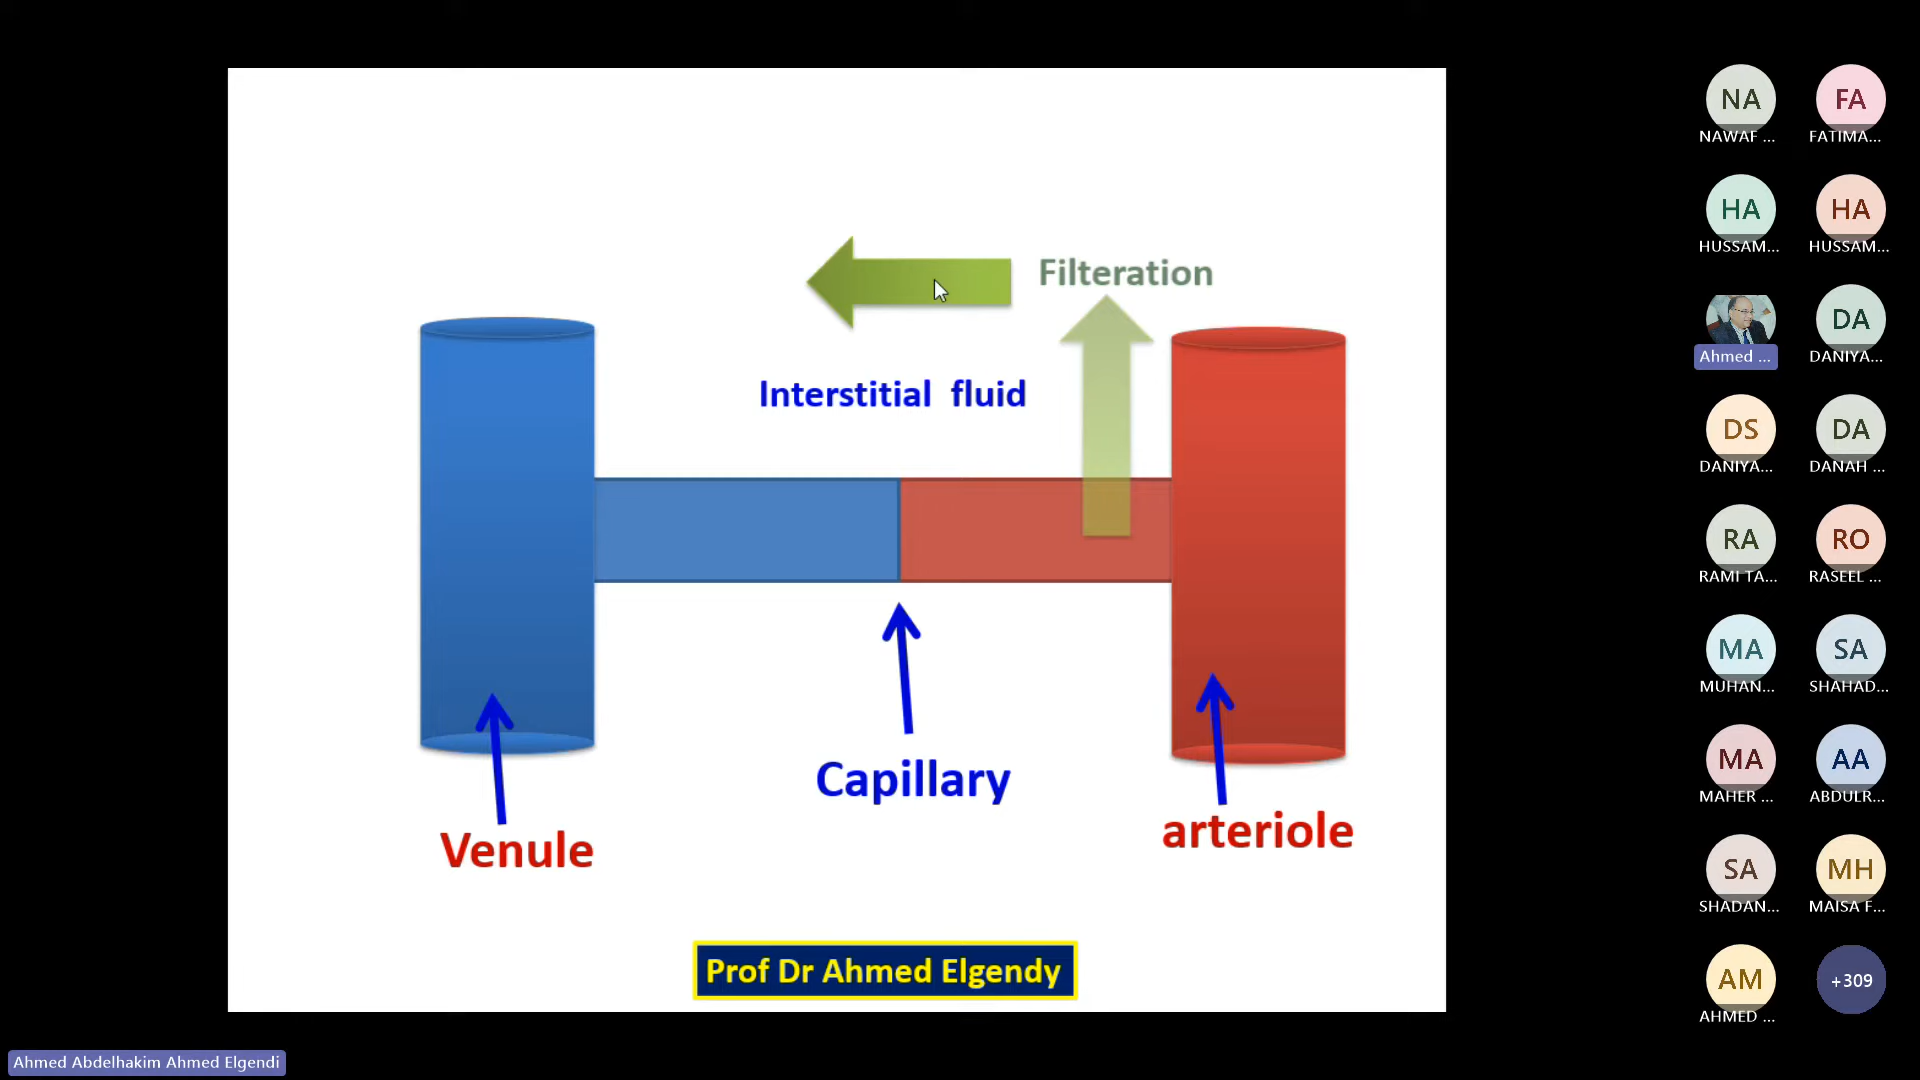 Filteration
Interstitial fluid
Capillary
Venule
arteriole
Prof Dr Ahmed Elgendy
Ahmed Abdelhakim Ahmed Elgendi
NA
NAWAF ...
FA
FATIMA...
HA
HUSSAM...
HA
HUSSAM...
Ahmed ...
DA
DANIYA...
DS
DANIYA...
DA
DANAH ...
RA
RAMI TA...
RO
RASEEL ...
MA
MUHAN...
SA
SHAHAD...
MA
MAHER ...
AA
ABDULR...
SA
SHADAN...
MH
MAISA F...
AM
AHMED ...
+309